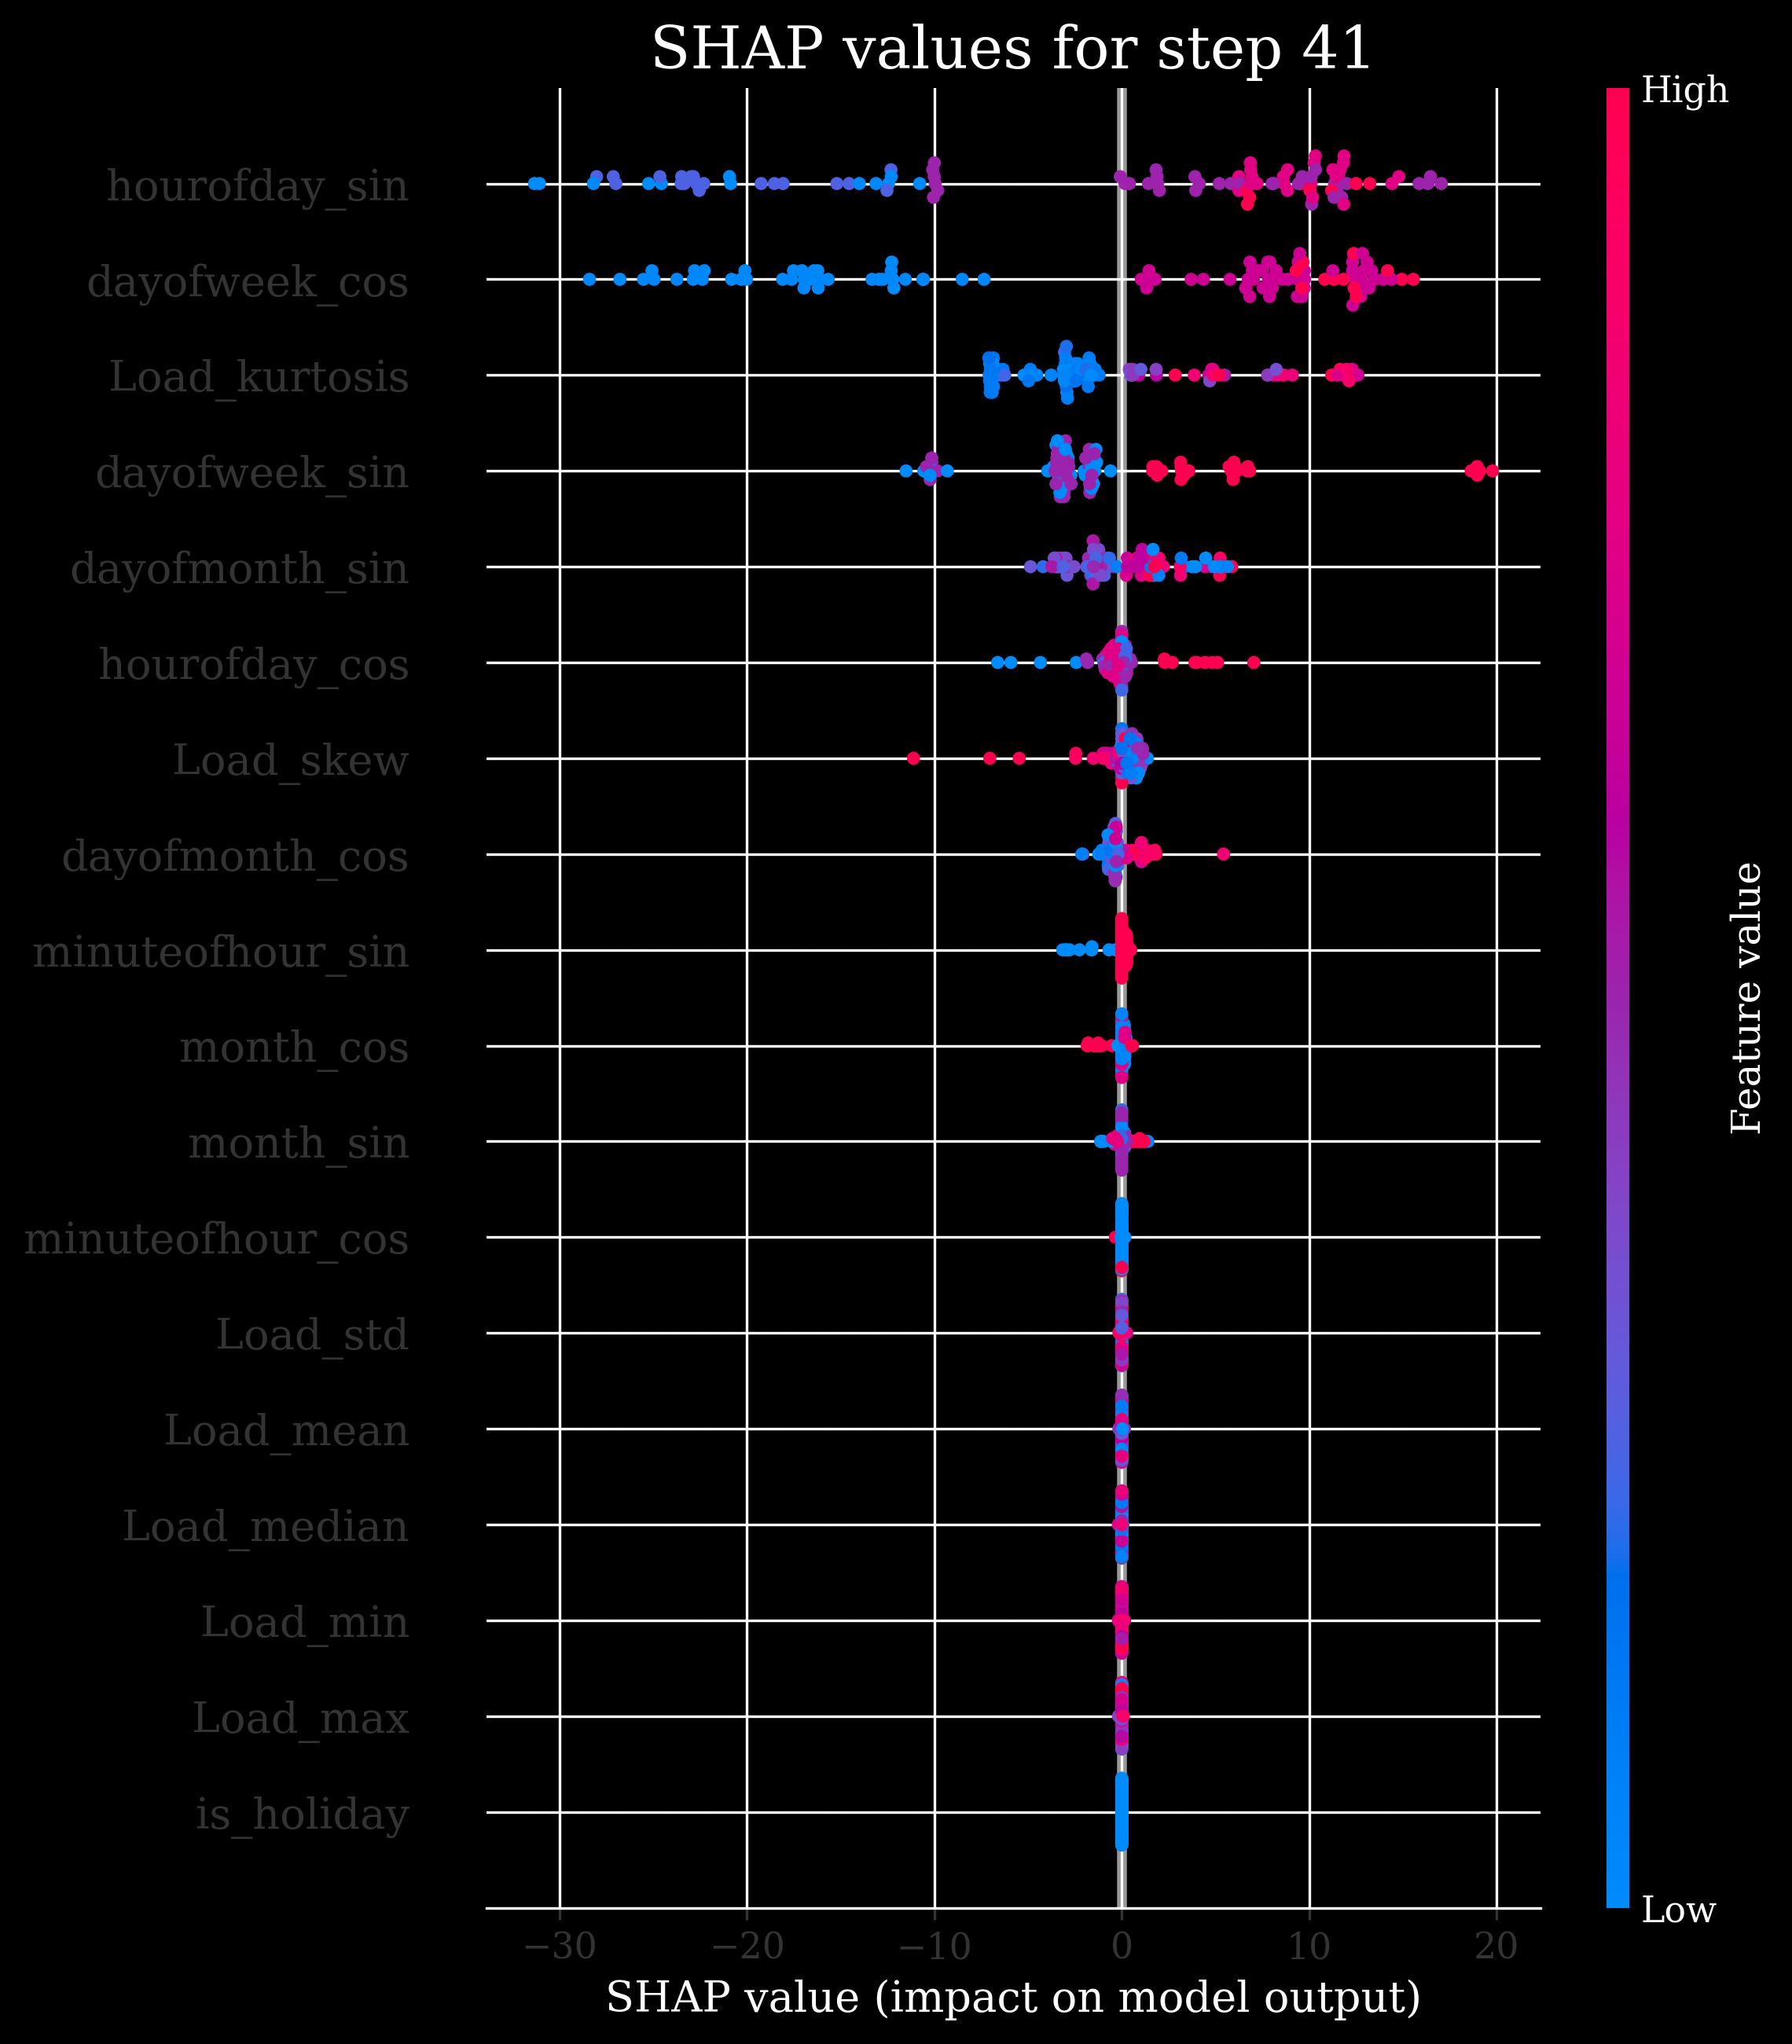 SHAP values for step 41
High
hourofday_sin
dayofweek_cos
Load_kurtosis
dayofweek_sin
dayofmonth_sin
hourofday_cos
Load_skew
dayofmonth_cos
minuteofhour_sin
month_cos
month_sin
minuteofhour_cos
Load_std
Load_mean
Load_median
Load_min
Load_max
is_holiday
Feature value
Low
−30 −20 −10 0 10 20
SHAP value (impact on model output)